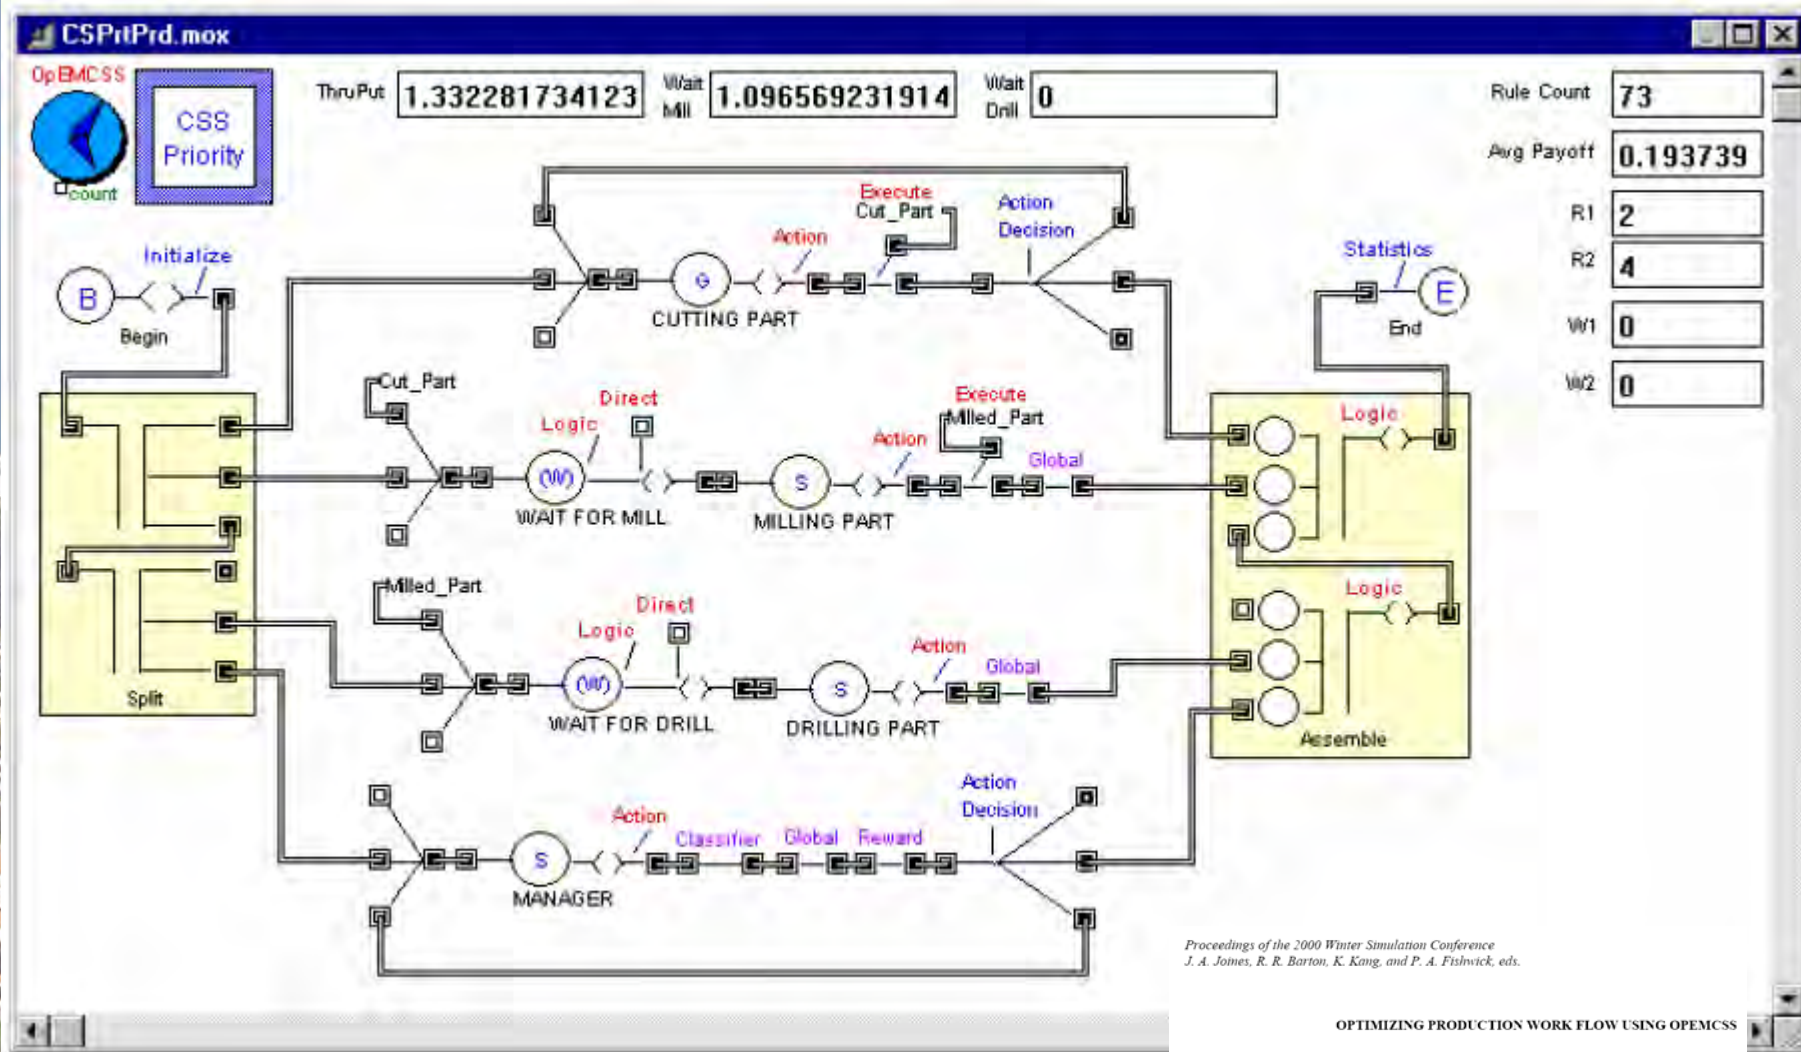 CSPrtPrd.mox
OpEMCSS
count
CSS
Priority
ThruPut
1.332281734123
Wait
Mill
1.096569231914
Wait
Drill
0
Rule Count
73
Avg Payoff
0.193739
R1
2
R2
4
W1
0
W2
0
Initialize
B
Begin
Execute
Cut_Part
Action
Action
Decision
G
CUTTING PART
Statistics
E
End
Cut_Part
Logic
Direct
(W)
WAIT FOR MILL
S
MILLING PART
Action
Execute
Milled_Part
Global
Logic
Milled_Part
Logic
Direct
(W)
WAIT FOR DRILL
S
DRILLING PART
Action
Global
Logic
Split
Assemble
S
MANAGER
Action
Classifier
Global
Reward
Action
Decision
Proceedings of the 2000 Winter Simulation Conference
J. A. Joines, R. R. Barton, K. Kang, and P. A. Fishwick, eds.
OPTIMIZING PRODUCTION WORK FLOW USING OPEMCSS